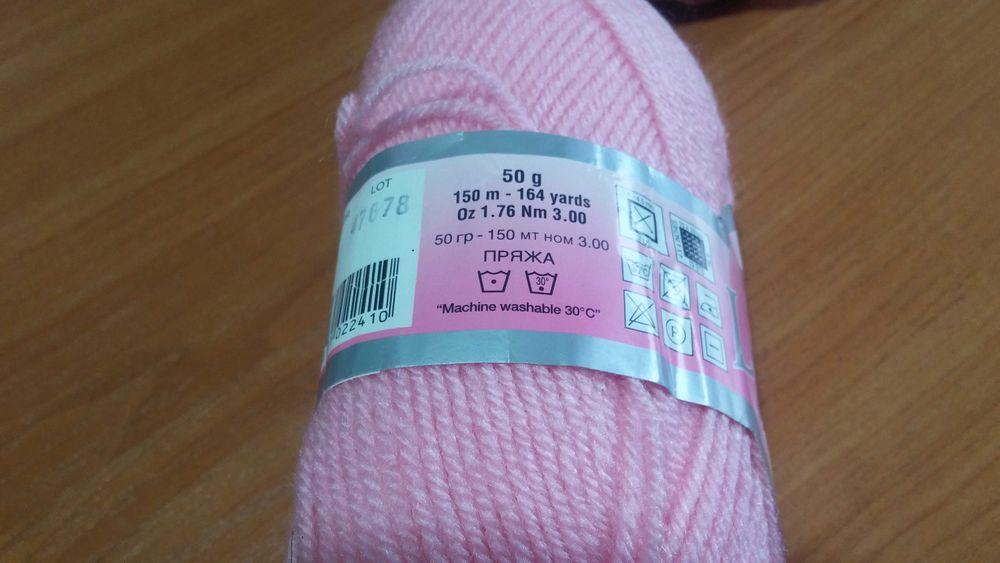 LOT
47678
022410
50 g
150 m - 164 yards
Oz 1.76 Nm 3.00
50 гр - 150 мт ном 3.00
ПРЯЖА
30°
"Machine washable 30°C"
P